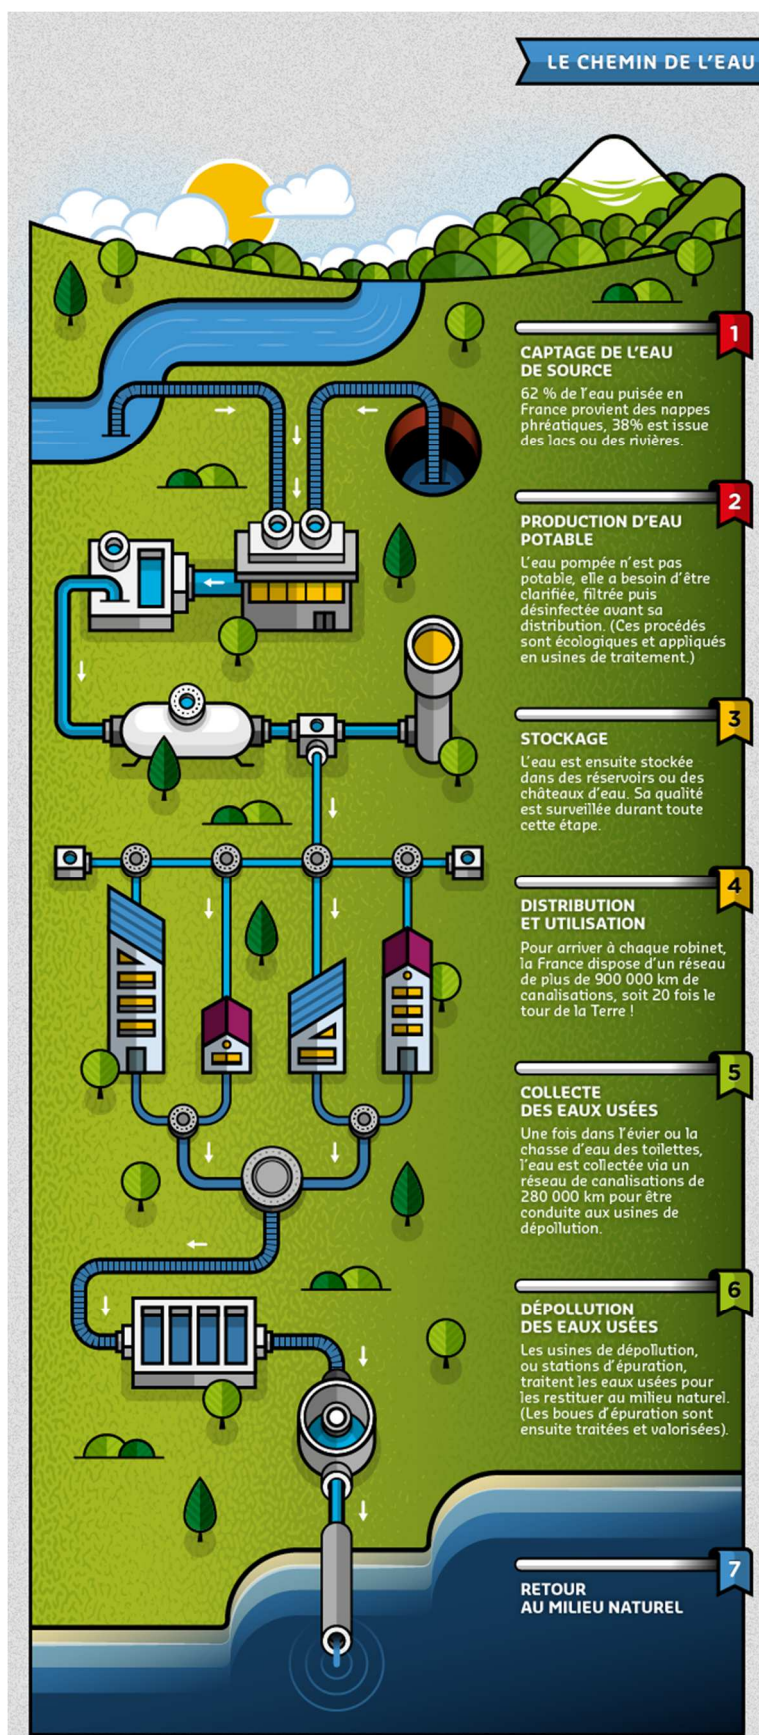 LE CHEMIN DE L'EAU
1
CAPTAGE DE L'EAU
DE SOURCE
62 % de l'eau puisée en
France provient des nappes
phréatiques, 38% est issue
des lacs ou des rivières.
2
PRODUCTION D'EAU
POTABLE
L'eau pompée n'est pas
potable, elle a besoin d'être
clarifiée, filtrée puis
désinfectée avant sa
distribution. (Ces procédés
sont écologiques et appliqués
en usines de traitement.)
3
STOCKAGE
L'eau est ensuite stockée
dans des réservoirs ou des
châteaux d'eau. Sa qualité
est surveillée durant toute
cette étape.
4
DISTRIBUTION
ET UTILISATION
Pour arriver à chaque robinet,
la France dispose d'un réseau
de plus de 900 000 km de
canalisations, soit 20 fois le
tour de la Terre !
5
COLLECTE
DES EAUX USÉES
Une fois dans l'évier ou la
chasse d'eau des toilettes,
l'eau est collectée via un
réseau de canalisations de
280 000 km pour être
conduite aux usines de
dépollution.
6
DÉPOLLUTION
DES EAUX USÉES
Les usines de dépollution,
ou stations d'épuration,
traitent les eaux usées pour
les restituer au milieu naturel.
(Les boues d'épuration sont
ensuite traitées et valorisées).
7
RETOUR
AU MILIEU NATUREL